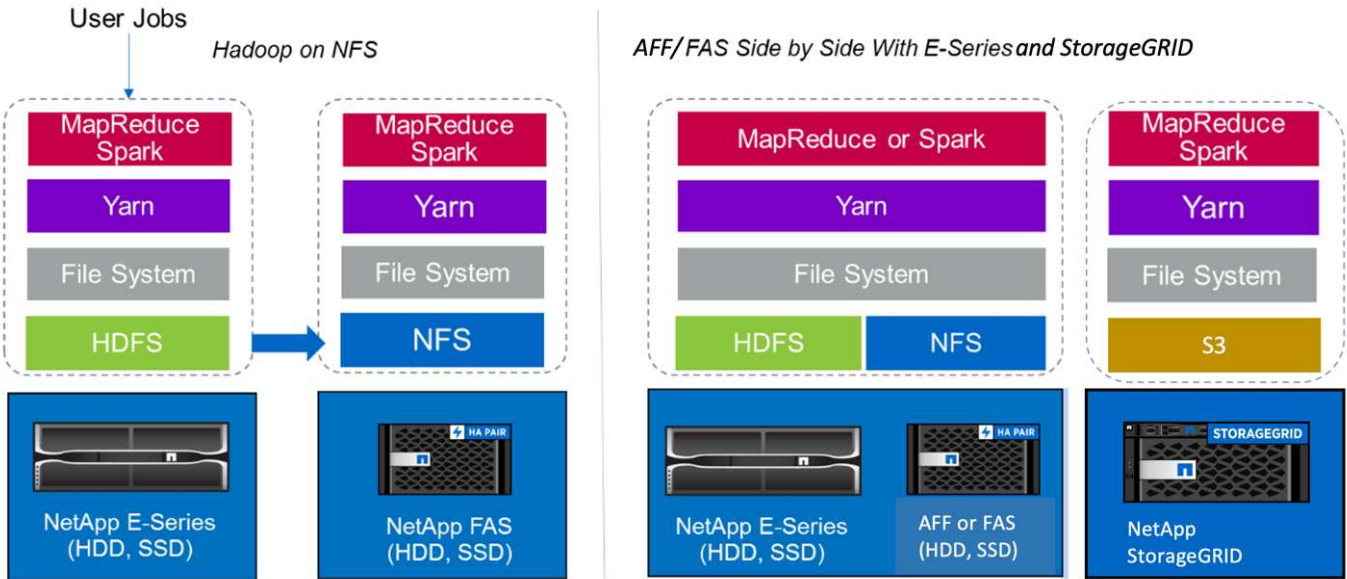 User Jobs
Hadoop on NFS
MapReduce
Spark
Yarn
File System
HDFS
NetApp E-Series
(HDD, SSD)
MapReduce
Spark
Yarn
File System
NFS
HA PAIR
NetApp FAS
(HDD, SSD)
AFF/FAS Side by Side With E-Series and StorageGRID
MapReduce or Spark
Yarn
File System
HDFS
NFS
NetApp E-Series
(HDD, SSD)
HA PAIR
AFF or FAS
(HDD, SSD)
MapReduce
Spark
Yarn
File System
S3
STORAGEGRID
NetApp
StorageGRID